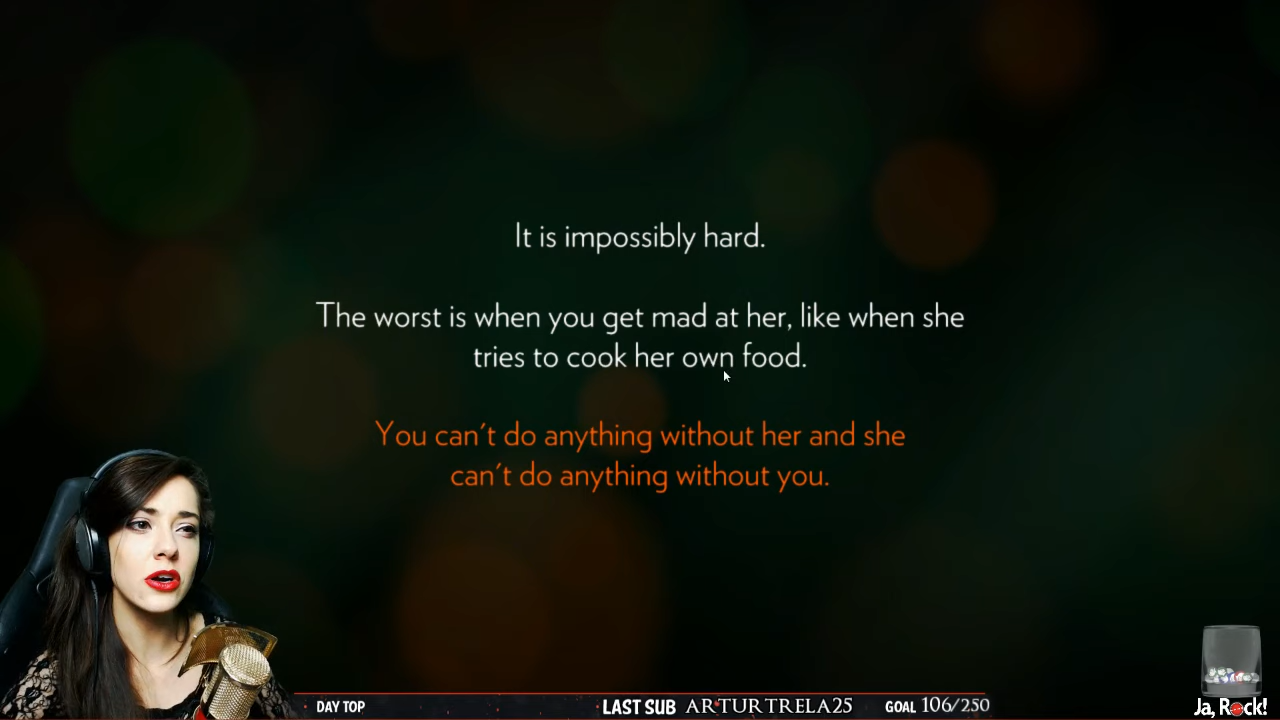 It is impossibly hard.
The worst is when you get mad at her, like when she
tries to cook her own food.
You can't do anything without her and she
can't do anything without you.
DAY TOP
LAST SUB ARTUR TRELA25
GOAL 106/250
Ja, Rock!